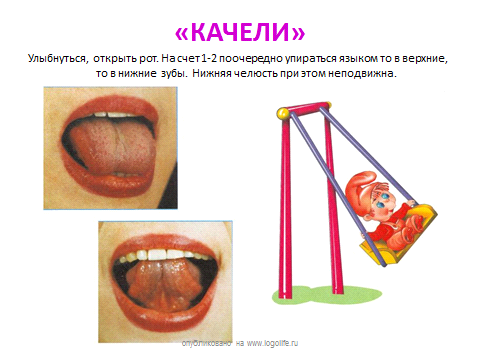 «КАЧЕЛИ»
Улыбнуться, открыть рот. На счет 1-2 поочередно упираться языком то в верхние,
то в нижние зубы. Нижняя челюсть при этом неподвижна.
опубликовано на www.logolife.ru